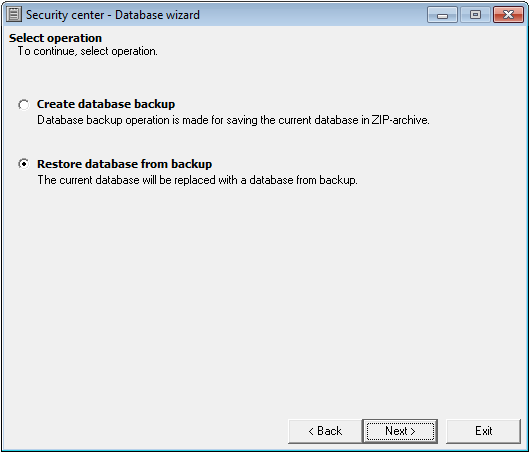 Security center - Database wizard
Select operation
To continue, select operation.
Create database backup
Database backup operation is made for saving the current database in ZIP-archive.
Restore database from backup
The current database will be replaced with a database from backup.
< Back Next > Exit